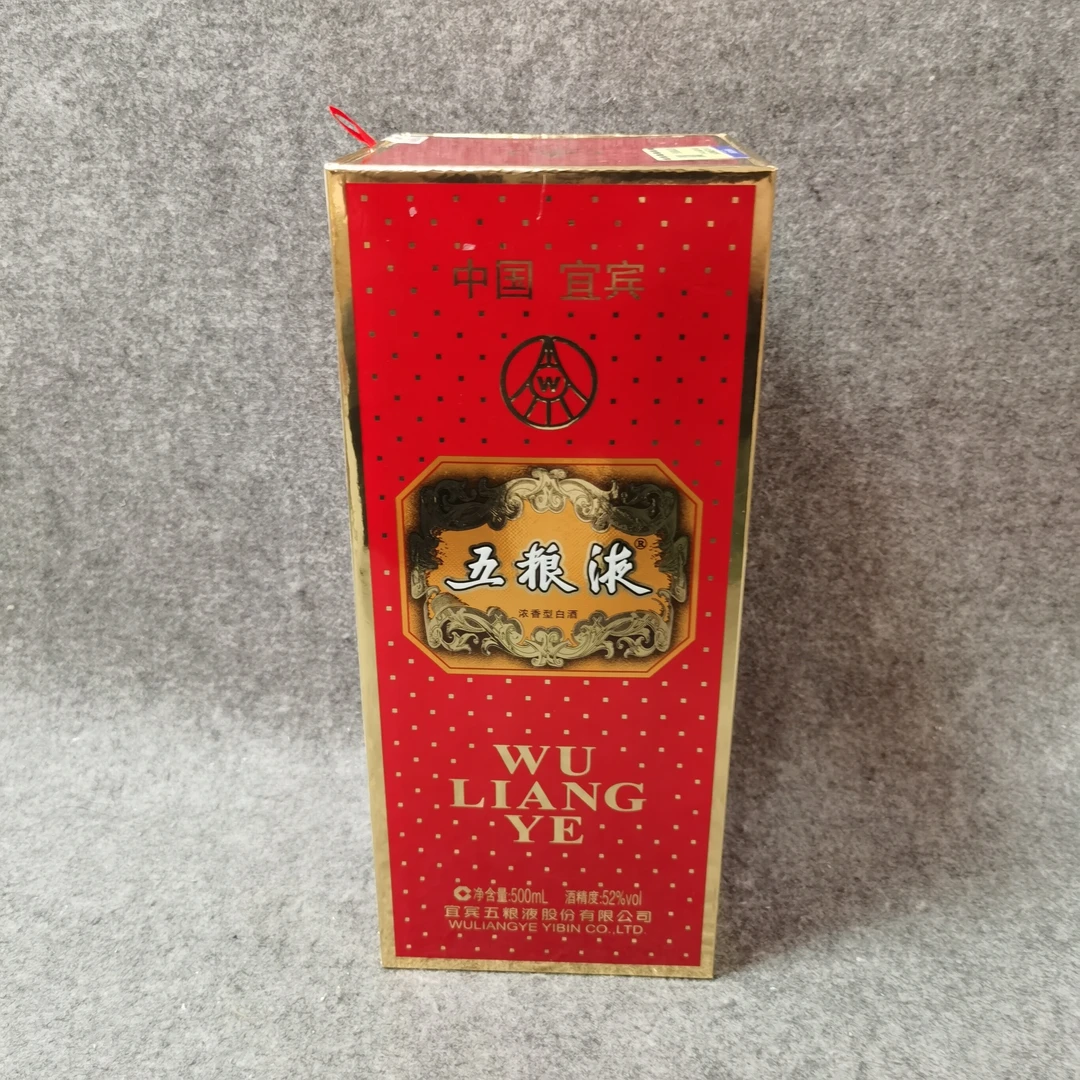 中国 宜宾
W
五粮液®
浓香型白酒
WU
LIANG
YE
净含量:500mL 酒精度:52%vol
宜宾五粮液股份有限公司
WULIANGYE YIBIN CO.,LTD.